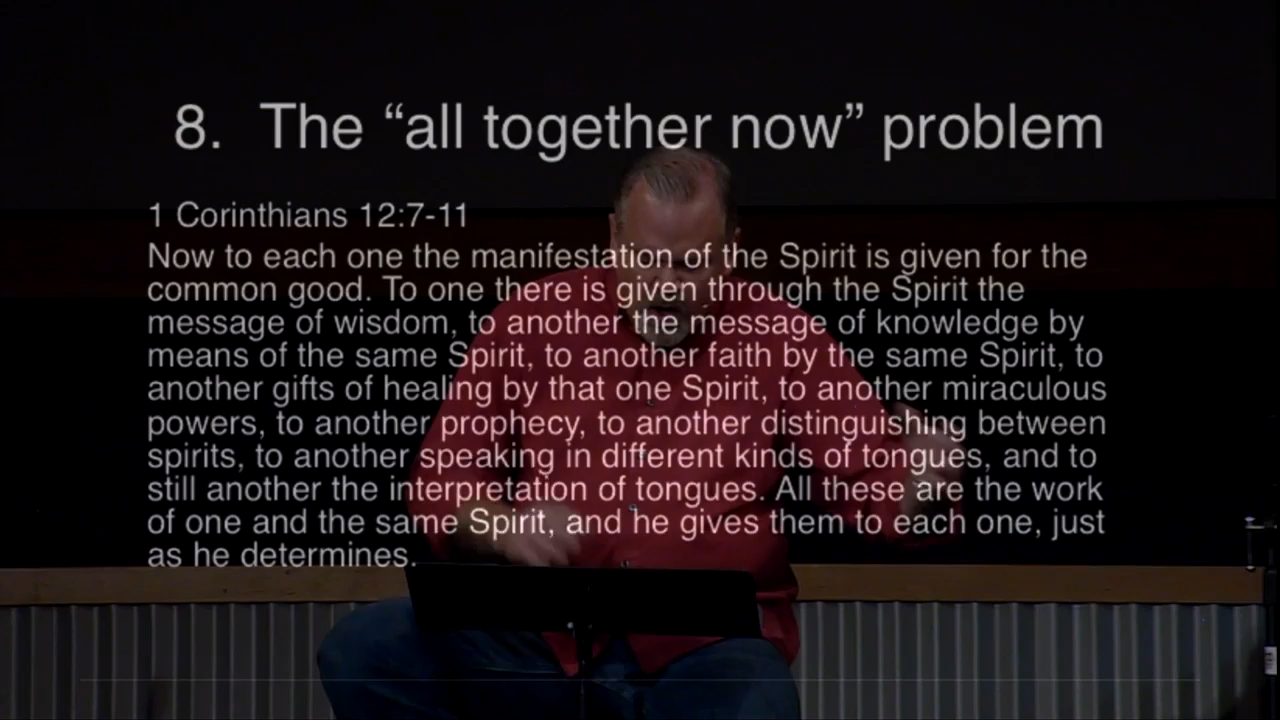 8. The “all together now” problem
1 Corinthians 12:7-11
Now to each one the manifestation of the Spirit is given for the
common good. To one there is given through the Spirit the
message of wisdom, to another the message of knowledge by
means of the same Spirit, to another faith by the same Spirit, to
another gifts of healing by that one Spirit, to another miraculous
powers, to another prophecy, to another distinguishing between
spirits, to another speaking in different kinds of tongues, and to
still another the interpretation of tongues. All these are the work
of one and the same Spirit, and he gives them to each one, just
as he determines.